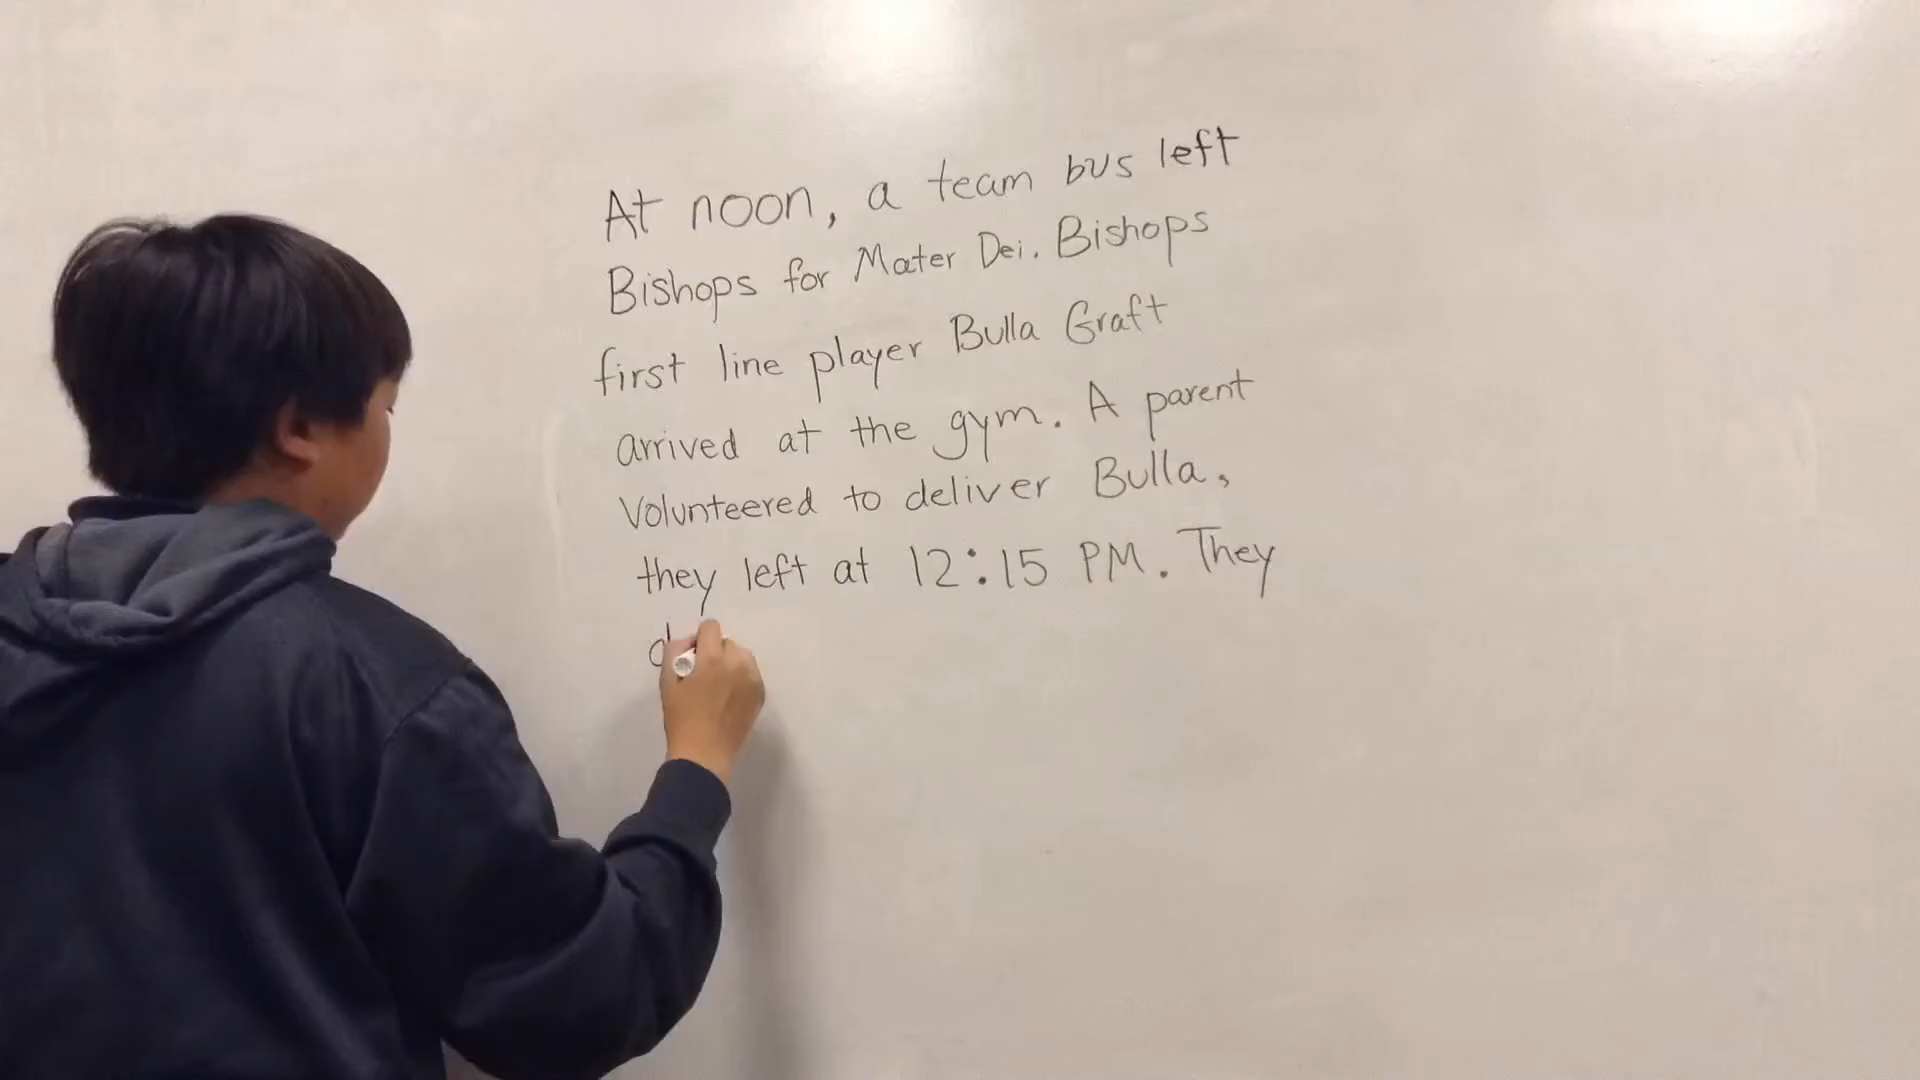 At noon, a team bus left
Bishops for Mater Dei. Bishops
first line player Bulla Graft
arrived at the gym. A parent
Volunteered to deliver Bulla,
they left at 12:15 PM. They